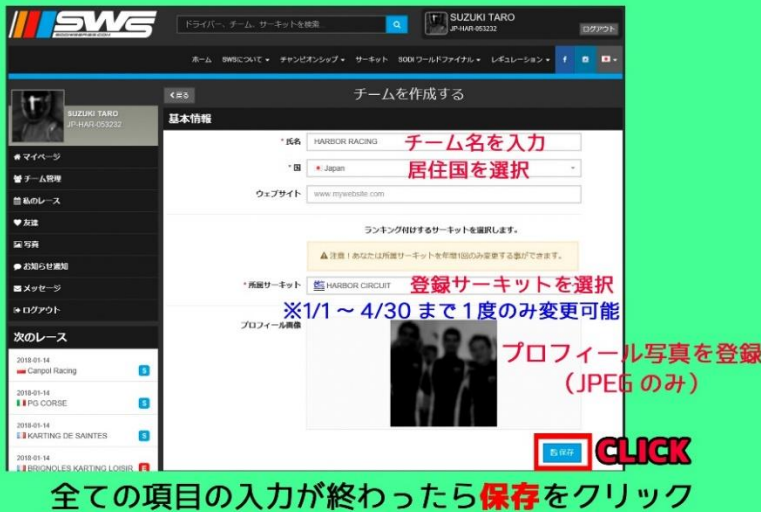 SWS
SODIWSERIES.COM
ドライバー、チーム、サーキットを検索
SUZUKI TARO
JP-HAR-053232
ログアウト
ホーム SWSについて チャンピオンシップ サーキット SODI ワールドファイナル レギュレーション f
SUZUKI TARO
JP-HAR-053232
<戻る
チームを作成する
基本情報
マイページ
チーム管理
私のレース
友達
写真
お知らせ通知
メッセージ
ログアウト
* 氏名 HARBOR RACING チーム名を入力
* 国 Japan 居住国を選択
ウェブサイト www.mywebsite.com
ランキング付けするサーキットを選択します。
注意!あなたは所属サーキットを年間1回のみ変更する事ができます。
* 所属サーキット HARBOR CIRCUIT 登録サーキットを選択
※1/1~4/30まで1度のみ変更可能
プロフィール画像
プロフィール写真を登録
(JPEGのみ)
次のレース
2018-01-14
Canpol Racing S
2018-01-14
PG CORSE S
2018-01-14
KARTING DE SAINTES S
2018-01-14
BRIGNOLES KARTING LOISIR E
保存 CLICK
全ての項目の入力が終わったら保存をクリック